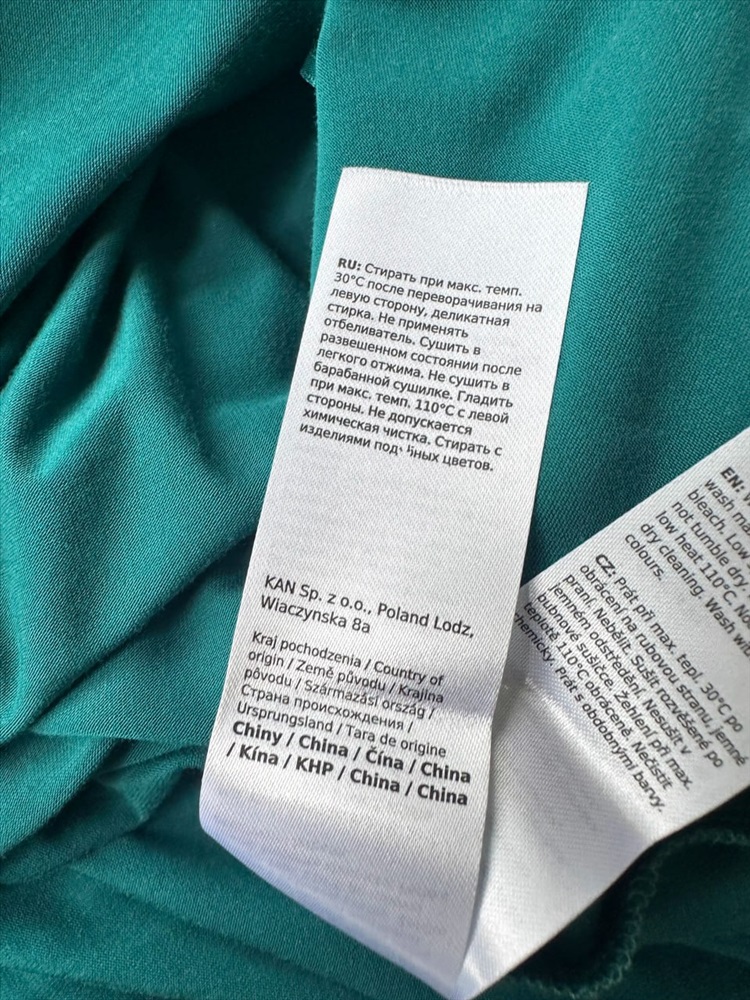 RU: Стирать при макс. темп.
30°C после переворачивания на
левую сторону, деликатная
стирка. Не применять
отбеливатель. Сушить в
развешенном состоянии после
легкого отжима. Не сушить в
барабанной сушилке. Гладить
при макс. темп. 110°C с левой
стороны. Не допускается
химическая чистка. Стирать с
изделиями цветов.
KAN Sp. z o.o., Poland Lodz,
Wiaczynska 8a
Kraj pochodzenia / Country of
origin / Země původu / Krajina
pôvodu / Származási ország /
Страна происхождения /
Ursprungsland / Tara de origine
Chiny / China / Čína / China
/ Kína / KHP / China / China
EN:
wash
bleach. Low
not tumble dry
low heat 110°C. No
dry cleaning. Wash
colours.
CZ: Prát při max. tepl. 30°C po
obrácení na rubovou stranu, jemné
praní. Nebělit. Sušit rozvěšené po
jemném odstředění. Nesušit v
bubnové sušičce. Žehlení při max.
teplotě 110°C obráceně. Nečistit
chemicky. Prát s obdobnými barvy.